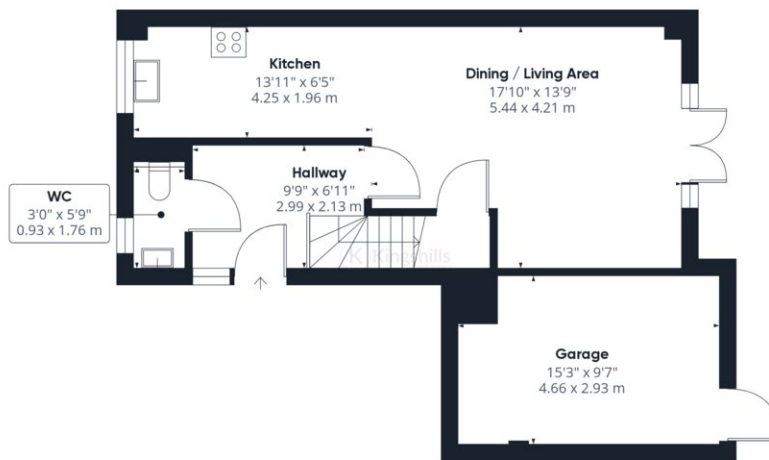 Kitchen
13'11" x 6'5"
4.25 x 1.96 m
Dining / Living Area
17'10" x 13'9"
5.44 x 4.21 m
Hallway
9'9" x 6'11"
2.99 x 2.13 m
WC
3'0" x 5'9"
0.93 x 1.76 m
K Kingshills
Garage
15'3" x 9'7"
4.66 x 2.93 m